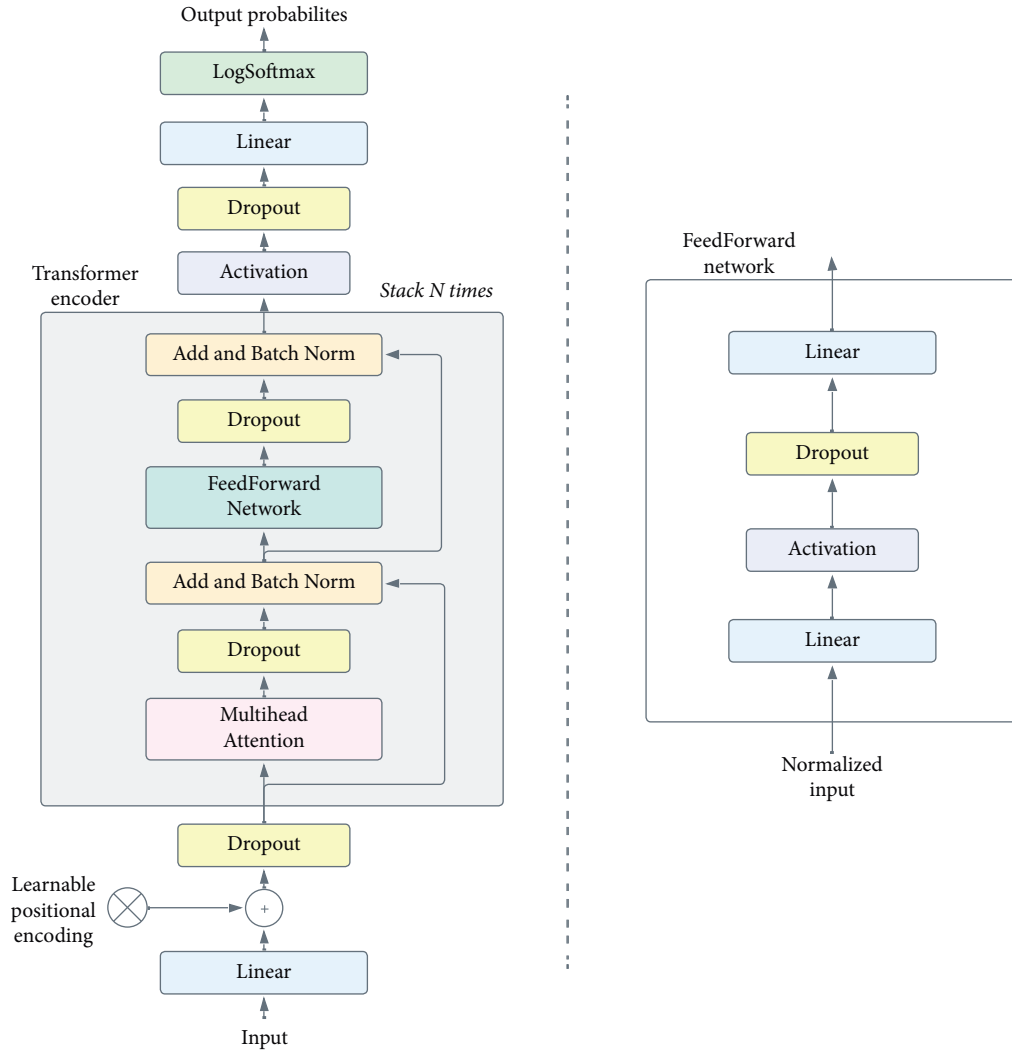 Output probabilites
LogSoftmax
Linear
Dropout
Activation
Transformer
encoder
Stack N times
Add and Batch Norm
Dropout
FeedForward
Network
Add and Batch Norm
Dropout
Multihead
Attention
Dropout
Learnable
positional
encoding
+
Linear
Input
FeedForward
network
Linear
Dropout
Activation
Linear
Normalized
input